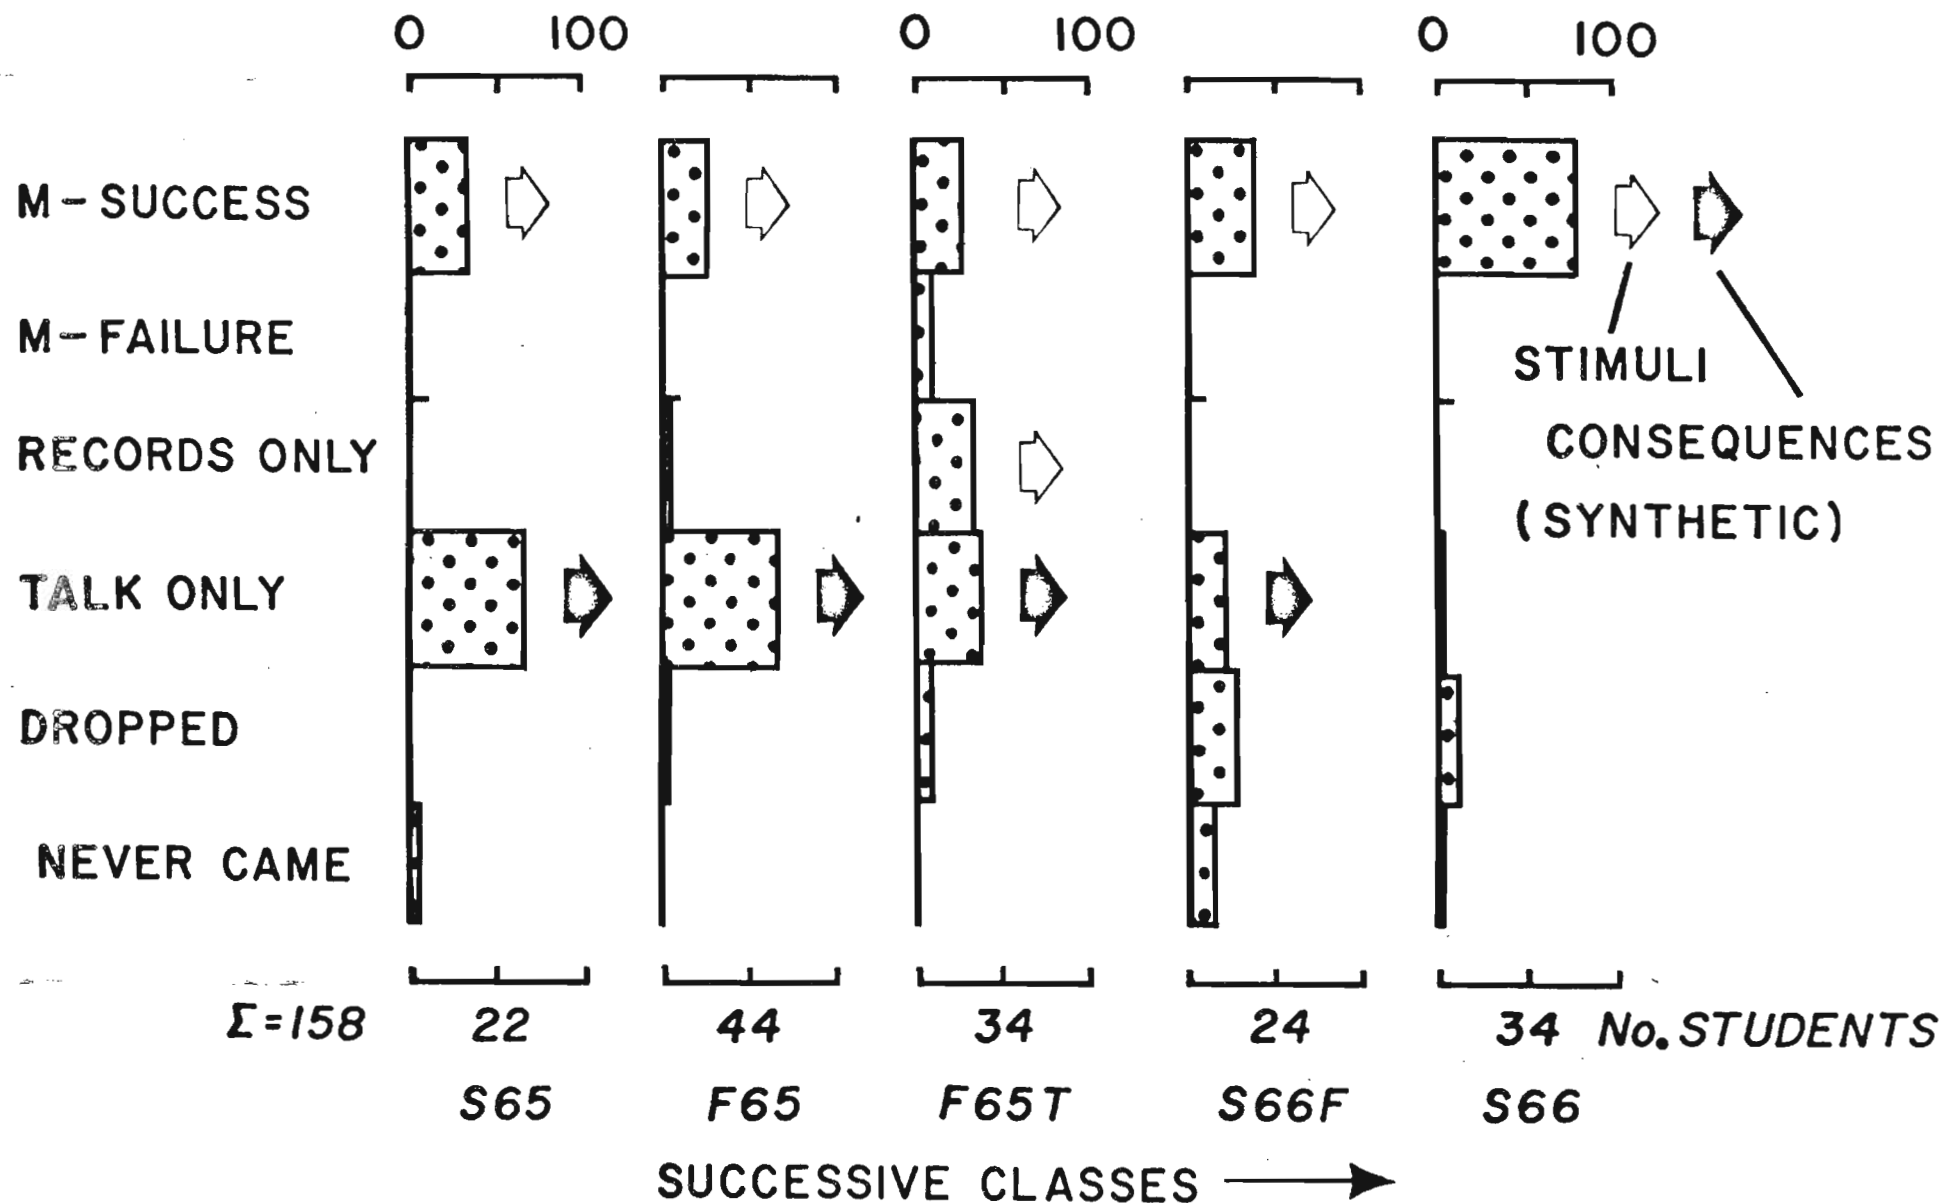 0 100 0 100 0 100
M-SUCCESS
M-FAILURE
STIMULI
RECORDS ONLY
CONSEQUENCES
(SYNTHETIC)
TALK ONLY
DROPPED
NEVER CAME
Σ=158 22 44 34 24 34 No. STUDENTS
S65 F65 F65T S66F S66
SUCCESSIVE CLASSES